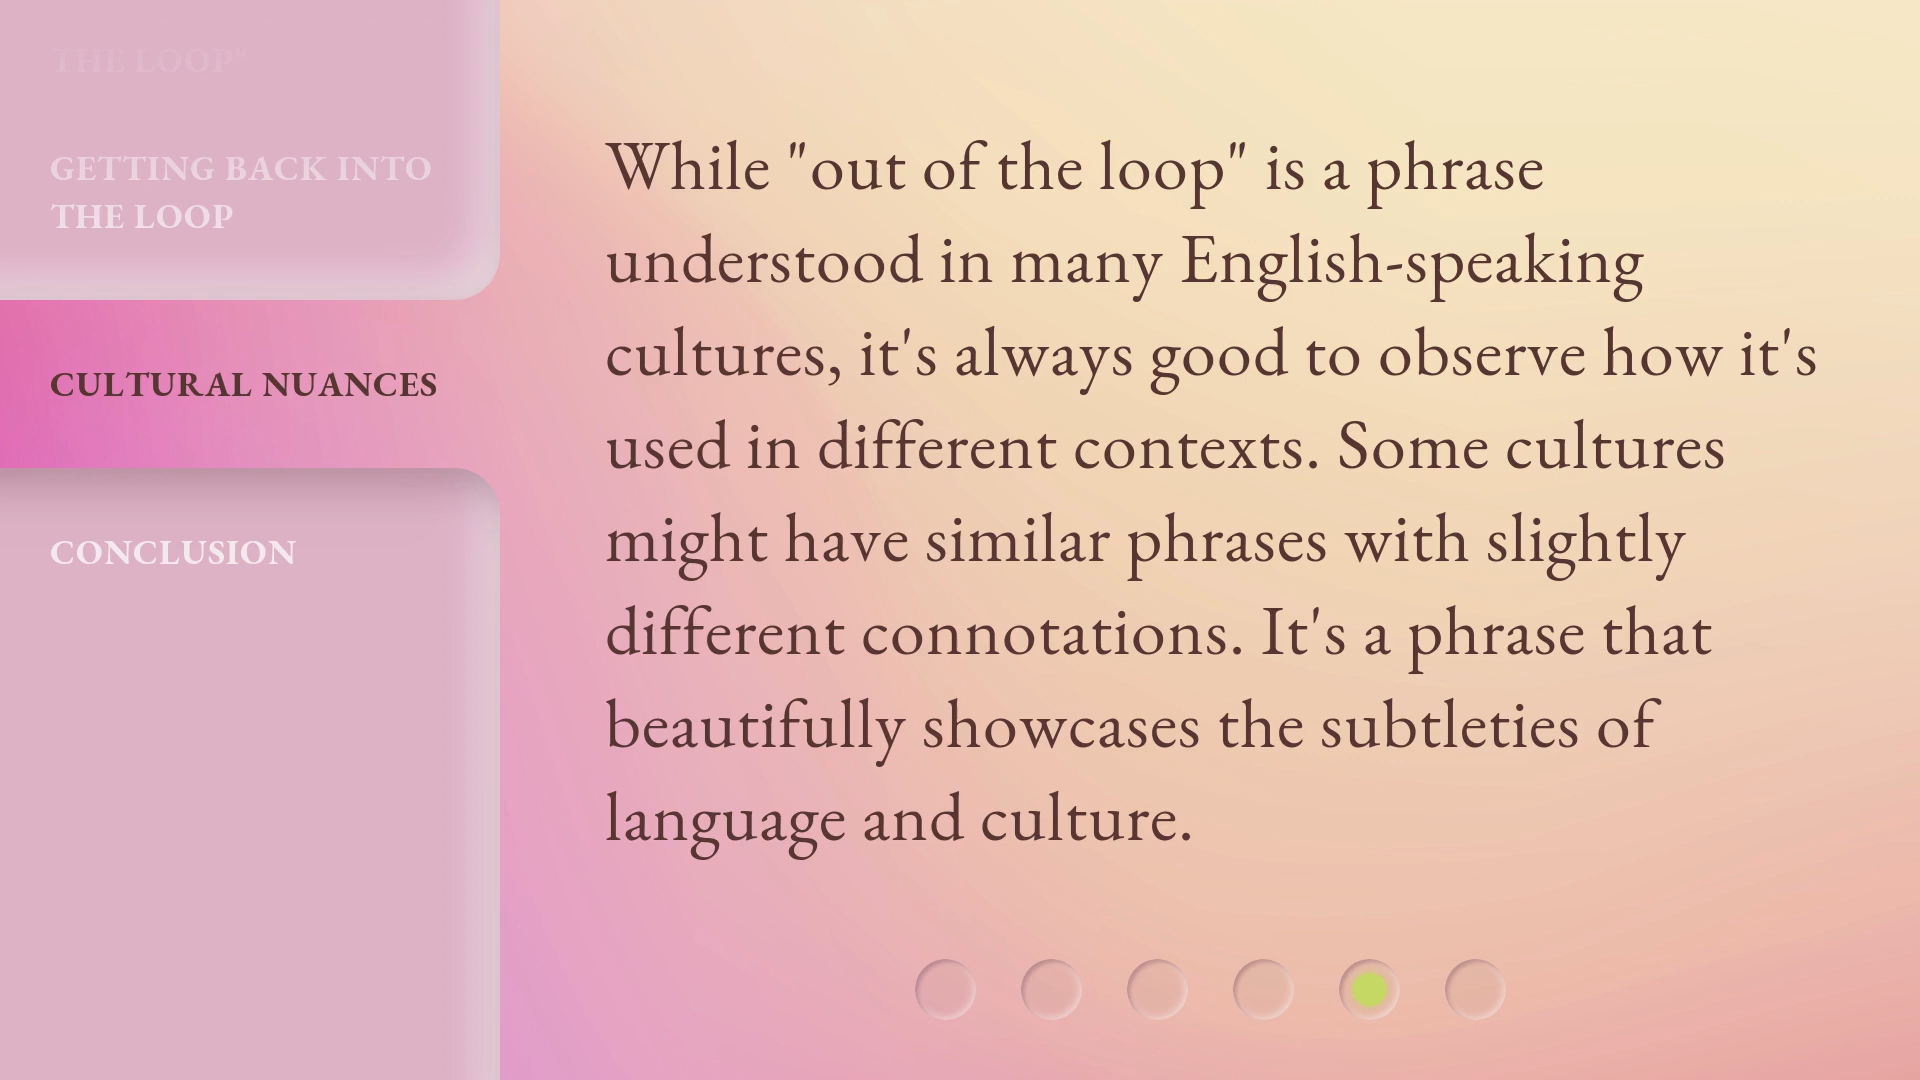 THE LOOP"
GETTING BACK INTO
THE LOOP
CULTURAL NUANCES
CONCLUSION
While "out of the loop" is a phrase
understood in many English-speaking
cultures, it's always good to observe how it's
used in different contexts. Some cultures
might have similar phrases with slightly
different connotations. It's a phrase that
beautifully showcases the subtleties of
language and culture.